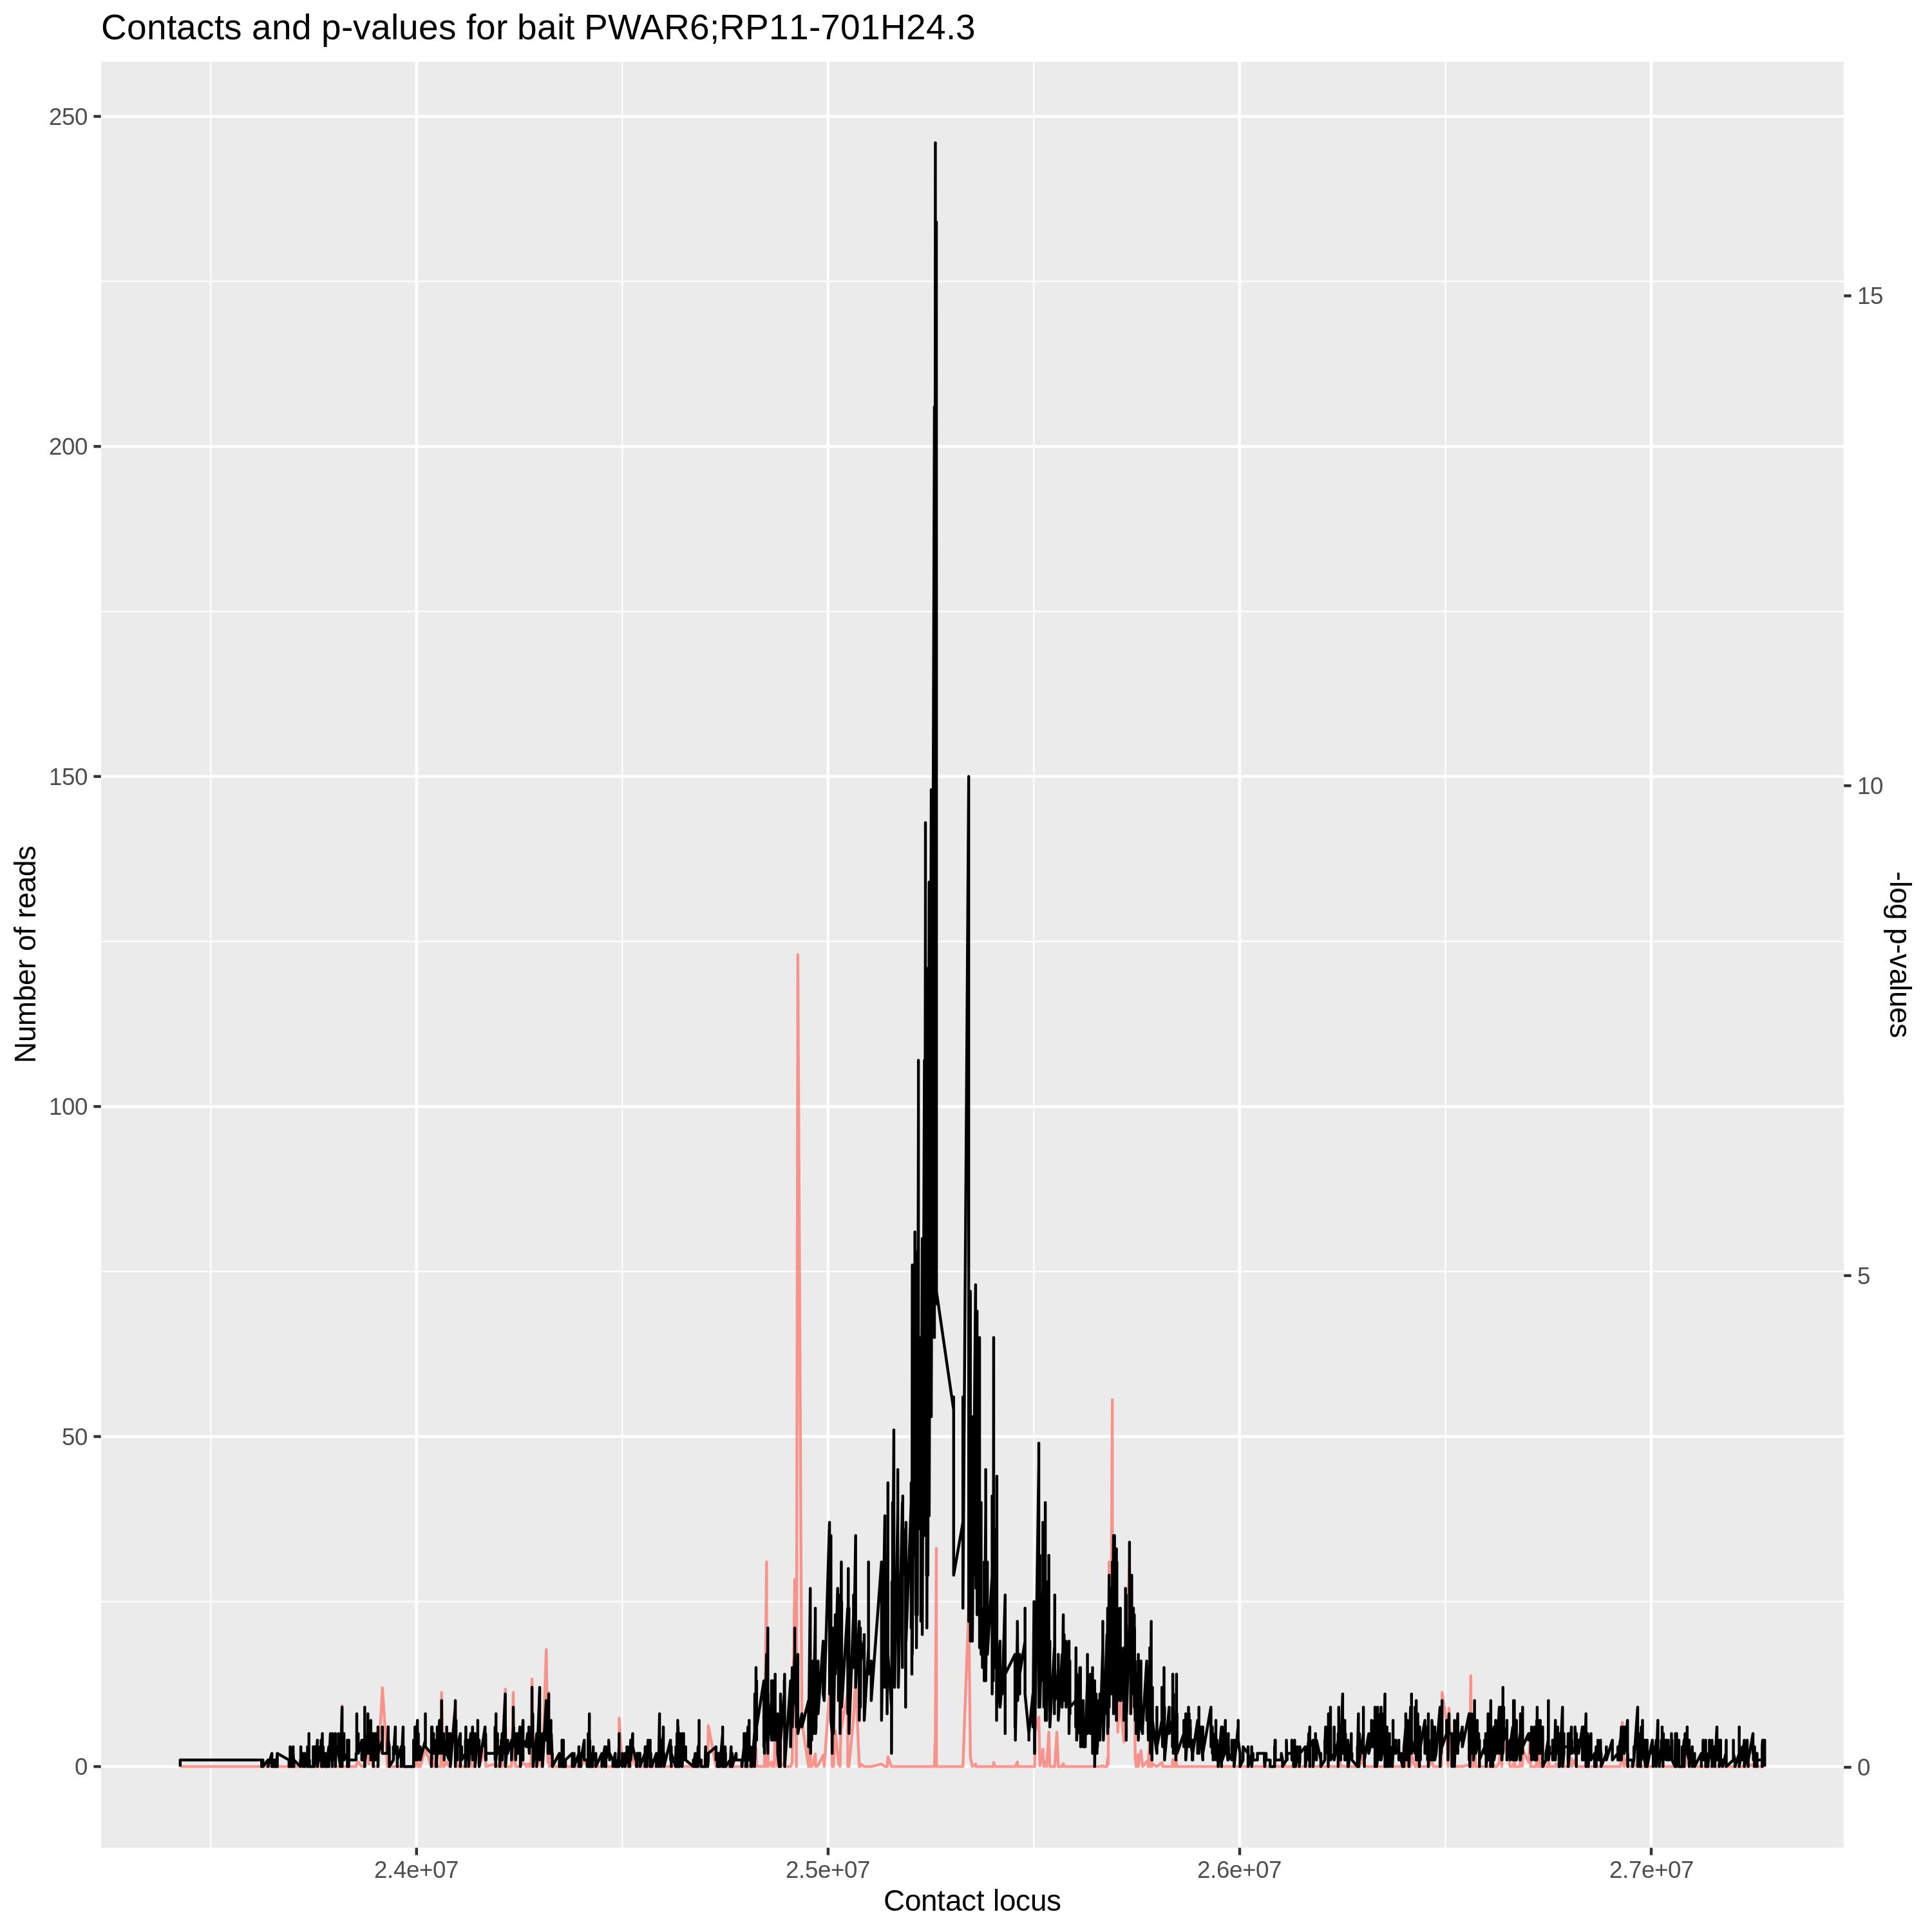 Contacts and p-values for bait PWAR6;RP11-701H24.3
250
200
150
100
50
0
Number of reads
15
10
5
0
-log p-values
2.4e+07 2.5e+07 2.6e+07 2.7e+07
Contact locus